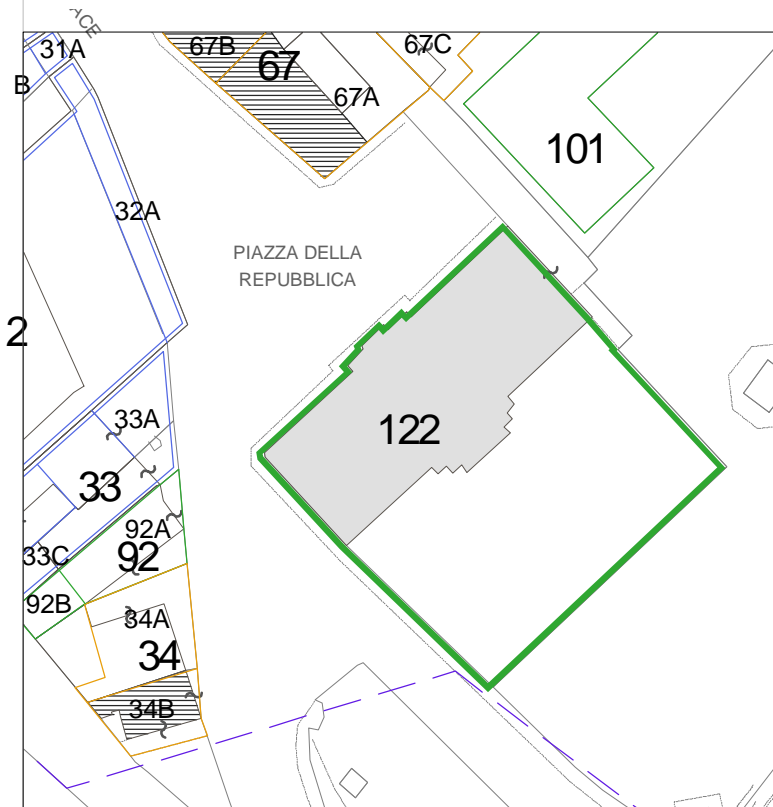 ACE
31A
67B
67
67C
B
67A
101
32A
PIAZZA DELLA
REPUBBLICA
2
33A
122
33
92A
33C
92
92B
34A
34
34B